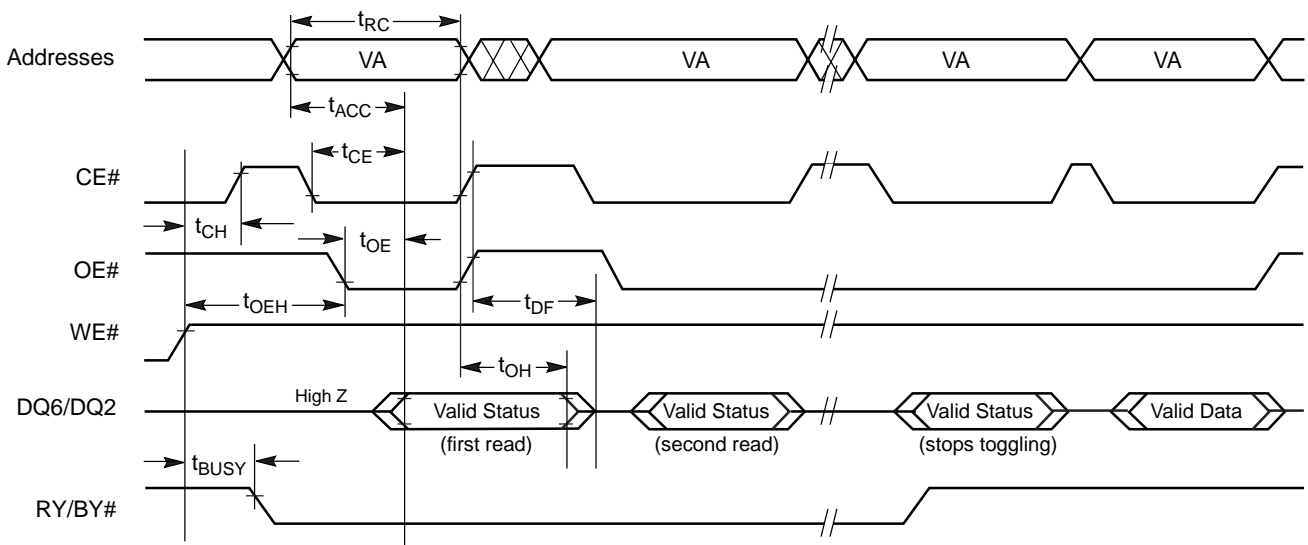 tRC
Addresses VA VA VA VA
tACC
tCE
CE#
tCH
tOE
OE#
tOEH
tDF
WE#
tOH
High Z
DQ6/DQ2 Valid Status Valid Status Valid Status Valid Data
(first read) (second read) (stops toggling)
tBUSY
RY/BY#